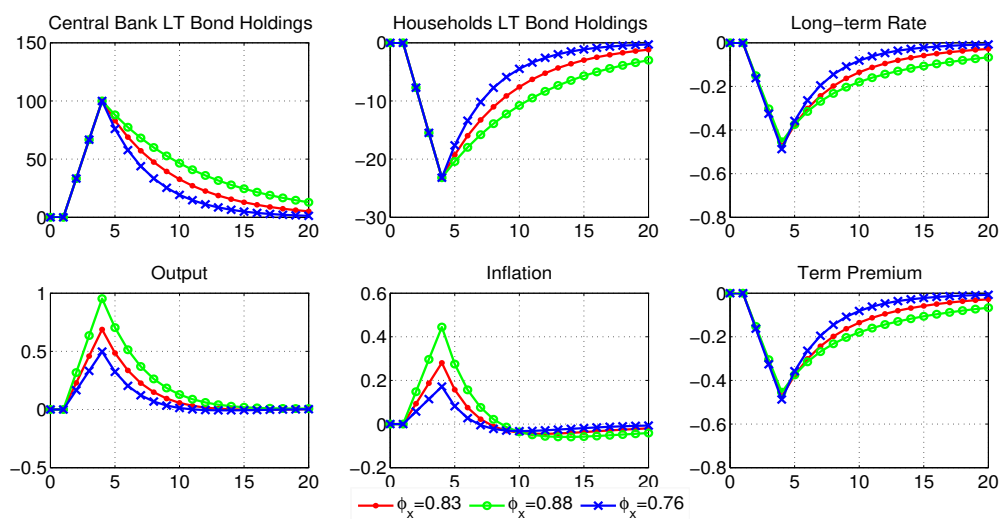 Central Bank LT Bond Holdings
Households LT Bond Holdings
Long−term Rate
150
100
50
0
0 5 10 15 20
0
−10
−20
−30
0 5 10 15 20
0
−0.2
−0.4
−0.6
−0.8
0 5 10 15 20
Output
Inflation
Term Premium
1
0.5
0
−0.5
0 5 10 15 20
0.6
0.4
0.2
0
−0.2
0 5 10 15 20
0
−0.2
−0.4
−0.6
−0.8
0 5 10 15 20
ϕx=0.83 ϕx=0.88 ϕx=0.76